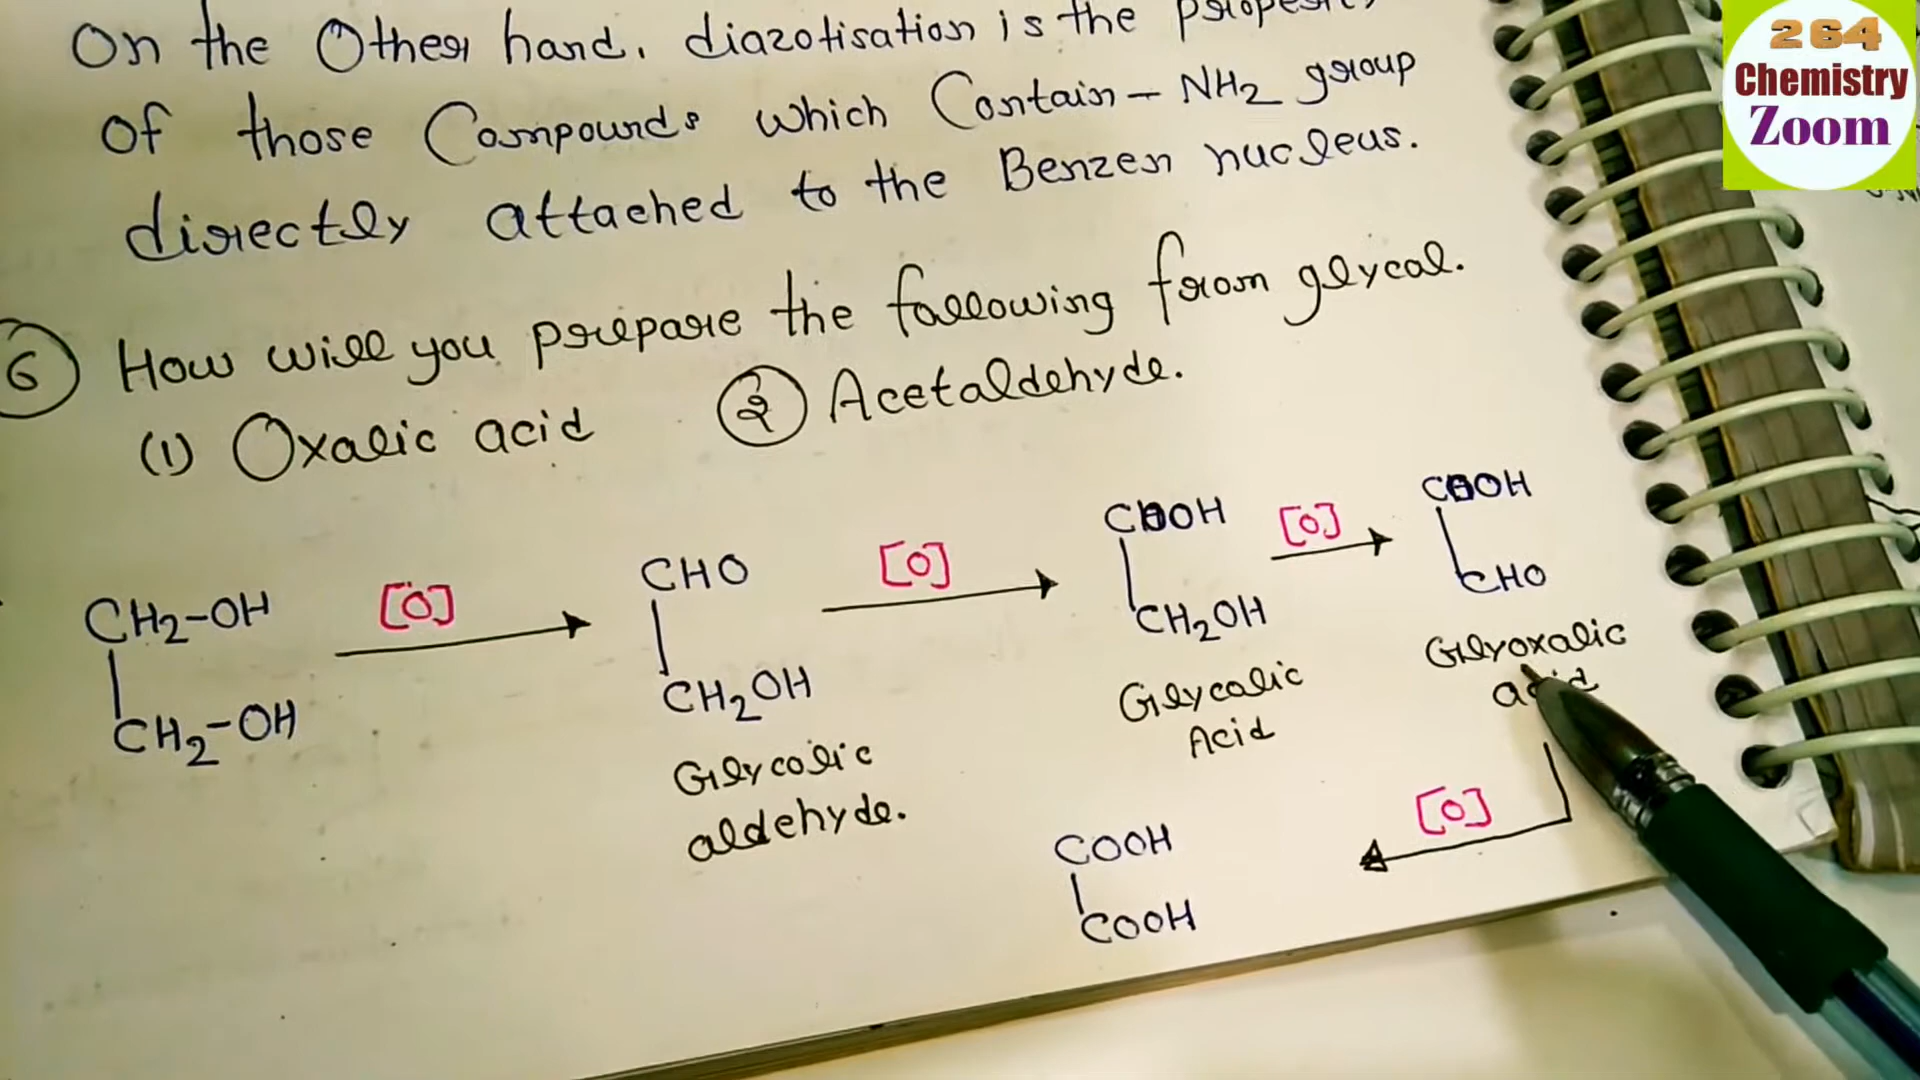 On the Other hand. diazotisation is the property
Of those Compounds which Contain - NH2 group
directly attached to the Benzen nucleus.
6 How will you prepare the following from glycol.
(1) Oxalic acid 2 Acetaldehyde.
CH2-OH [O] CHO [O] COOH [O] COOH
CH2-OH CH2OH CH2OH CHO
Glycolic aldehyde.
Glycolic Acid
Glyoxalic acid
[O]
COOH
COOH
264
Chemistry
Zoom